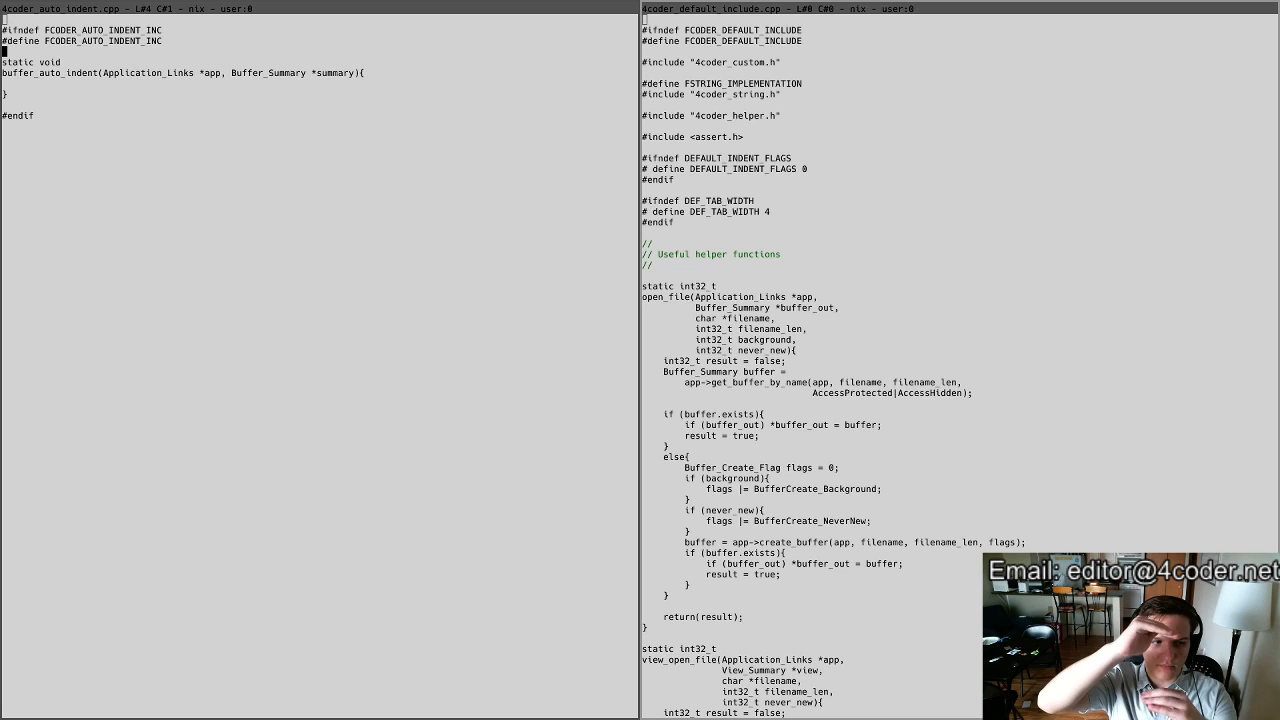 4coder_auto_indent.cpp - L#4 C#1 - nix - user:0
#ifndef FCODER_AUTO_INDENT_INC
#define FCODER_AUTO_INDENT_INC
static void
buffer_auto_indent(Application_Links *app, Buffer_Summary *summary){
}
#endif
4coder_default_include.cpp - L#0 C#0 - nix - user:0
#ifndef FCODER_DEFAULT_INCLUDE
#define FCODER_DEFAULT_INCLUDE
#include "4coder_custom.h"
#define FSTRING_IMPLEMENTATION
#include "4coder_string.h"
#include "4coder_helper.h"
#include <assert.h>
#ifndef DEFAULT_INDENT_FLAGS
# define DEFAULT_INDENT_FLAGS 0
#endif
#ifndef DEF_TAB_WIDTH
# define DEF_TAB_WIDTH 4
#endif
//
// Useful helper functions
//
static int32_t
open_file(Application_Links *app,
Buffer_Summary *buffer_out,
char *filename,
int32_t filename_len,
int32_t background,
int32_t never_new){
int32_t result = false;
Buffer_Summary buffer =
app->get_buffer_by_name(app, filename, filename_len,
AccessProtected|AccessHidden);
if (buffer.exists){
if (buffer_out) *buffer_out = buffer;
result = true;
}
else{
Buffer_Create_Flag flags = 0;
if (background){
flags |= BufferCreate_Background;
}
if (never_new){
flags |= BufferCreate_NeverNew;
}
buffer = app->create_buffer(app, filename, filename_len, flags);
if (buffer.exists){
if (buffer_out) *buffer_out = buffer;
result = true;
}
}
return(result);
}
static int32_t
view_open_file(Application_Links *app,
View_Summary *view,
char *filename,
int32_t filename_len,
int32_t never_new){
int32_t result = false;
Email: editor@4coder.net